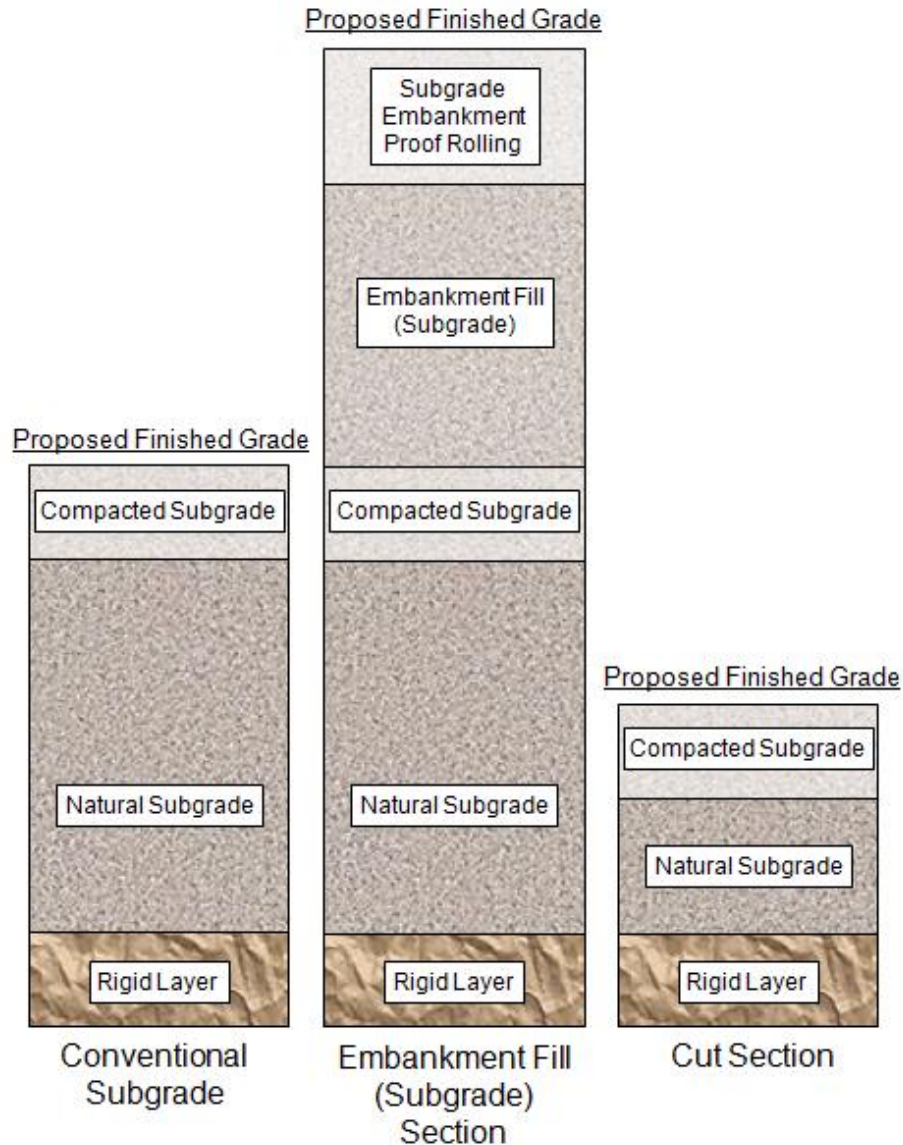 Proposed Finished Grade
Subgrade
Embankment
Proof Rolling
Embankment Fill
(Subgrade)
Proposed Finished Grade
Compacted Subgrade
Compacted Subgrade
Proposed Finished Grade
Compacted Subgrade
Natural Subgrade
Natural Subgrade
Natural Subgrade
Rigid Layer
Rigid Layer
Rigid Layer
Conventional
Subgrade
Embankment Fill
(Subgrade)
Section
Cut Section